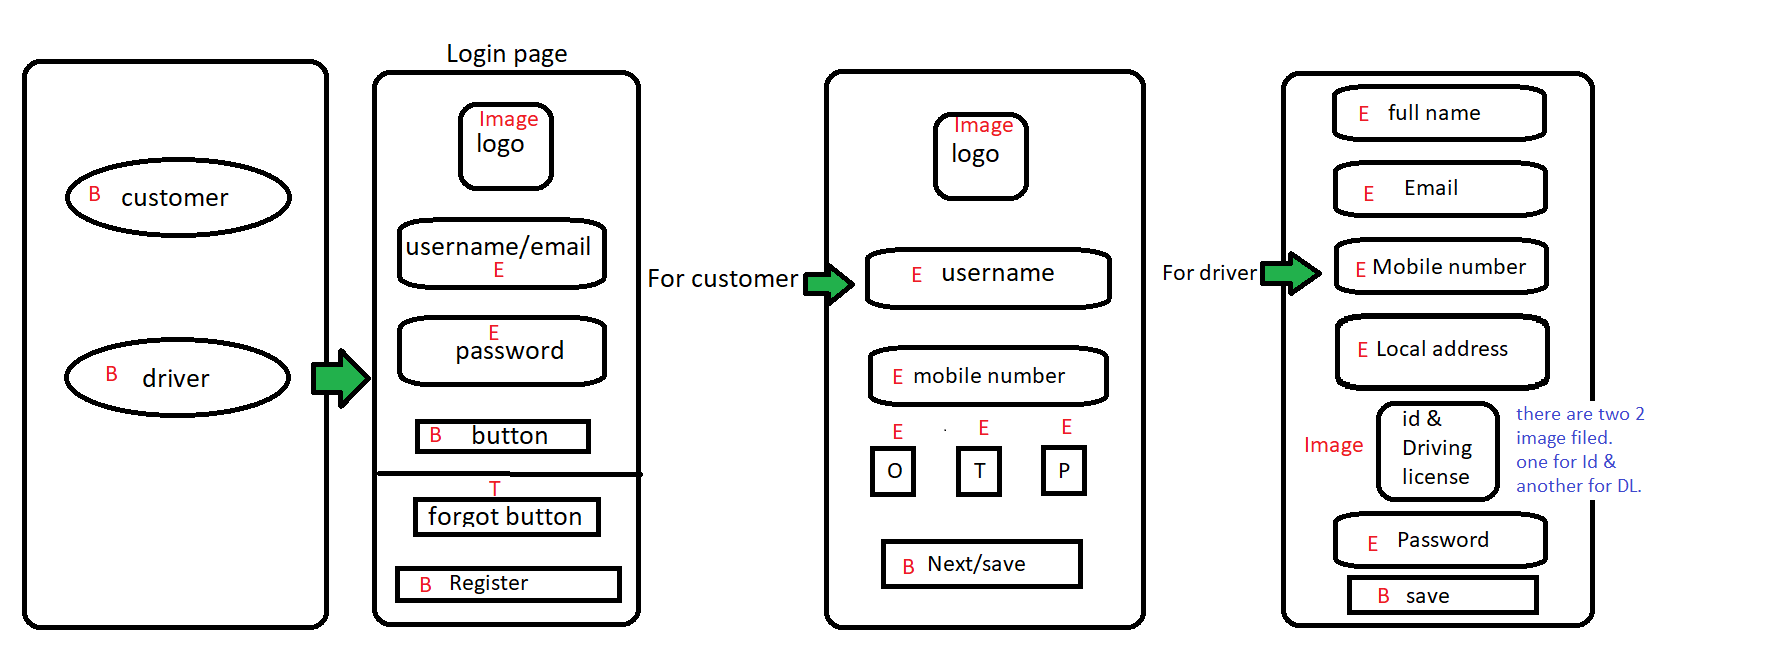 B customer
B driver
Login page
Image
logo
username/email
E
E
password
B button
T
forgot button
B Register
For customer
Image
logo
E username
E mobile number
E E E
O T P
B Next/save
For driver
E full name
E Email
E Mobile number
E Local address
Image
id &
Driving
license
there are two 2
image filed.
one for Id &
another for DL.
E Password
B save